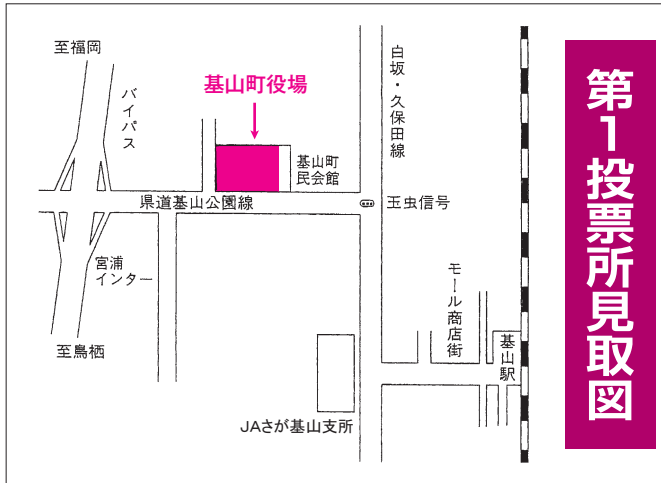 第1投票所見取図
至福岡
バイパス
基山町役場
白坂・久保田線
基山町
民会館
県道基山公園線
玉虫信号
宮浦
インター
モール商店街
基山駅
至鳥栖
JAさが基山支所